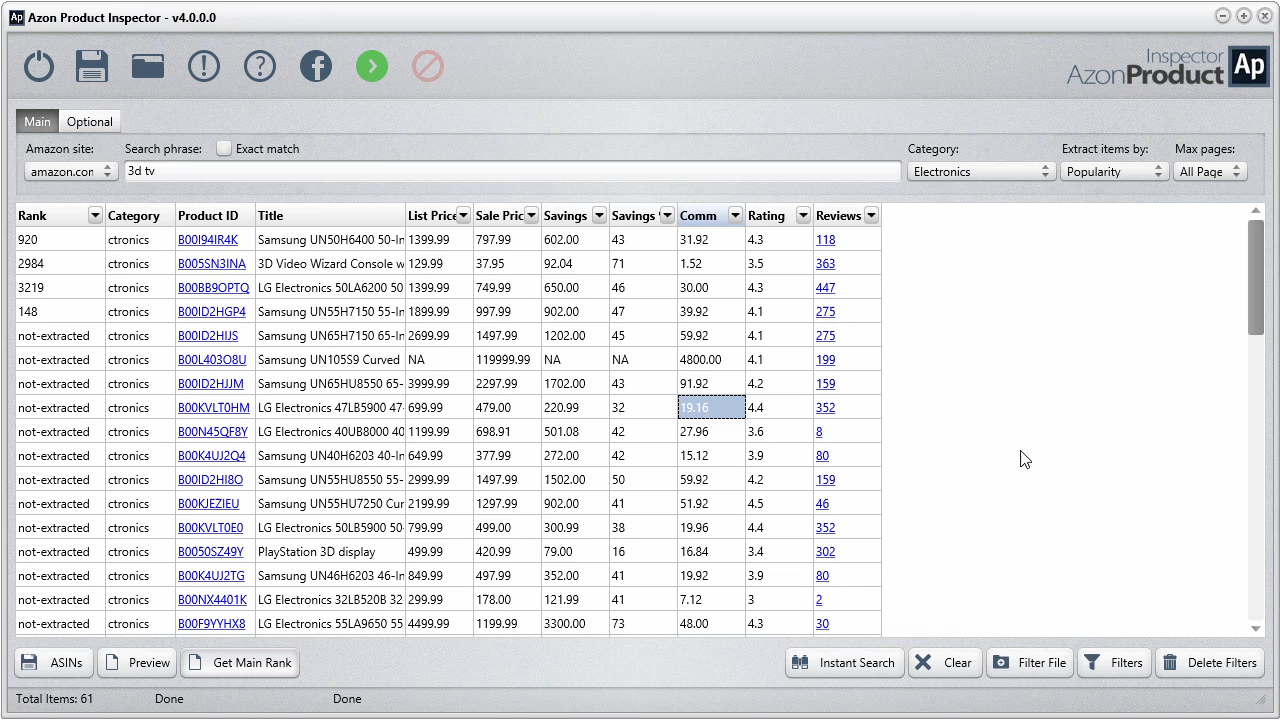 Ap Azon Product Inspector - v4.0.0.0
Inspector
AzonProduct Ap
Main Optional
Amazon site: Search phrase: Exact match Category: Extract items by: Max pages:
amazon.com 3d tv Electronics Popularity All Page
Rank Category Product ID Title List Price Sale Pric Savings Savings Comm Rating Reviews
920 ctronics B00I94IR4K Samsung UN50H6400 50-In 1399.99 797.99 602.00 43 31.92 4.3 118
2984 ctronics B005SN3INA 3D Video Wizard Console w 129.99 37.95 92.04 71 1.52 3.5 363
3219 ctronics B00BB9OPTQ LG Electronics 50LA6200 50 1399.99 749.99 650.00 46 30.00 4.3 447
148 ctronics B00ID2HGP4 Samsung UN55H7150 55-In 1899.99 997.99 902.00 47 39.92 4.1 275
not-extracted ctronics B00ID2HIJS Samsung UN65H7150 65-In 2699.99 1497.99 1202.00 45 59.92 4.1 275
not-extracted ctronics B00L403O8U Samsung UN105S9 Curved NA 119999.99 NA NA 4800.00 4.1 199
not-extracted ctronics B00ID2HJJM Samsung UN65HU8550 65- 3999.99 2297.99 1702.00 43 91.92 4.2 159
not-extracted ctronics B00KVLT0HM LG Electronics 47LB5900 47- 699.99 479.00 220.99 32 19.16 4.4 352
not-extracted ctronics B00N45QF8Y LG Electronics 40UB8000 40 1199.99 698.91 501.08 42 27.96 3.6 8
not-extracted ctronics B00K4UJ2Q4 Samsung UN40H6203 40-In 649.99 377.99 272.00 42 15.12 3.9 80
not-extracted ctronics B00ID2HI8O Samsung UN55HU8550 55- 2999.99 1497.99 1502.00 50 59.92 4.2 159
not-extracted ctronics B00KJEZIEU Samsung UN55HU7250 Cur 2199.99 1297.99 902.00 41 51.92 4.5 46
not-extracted ctronics B00KVLT0E0 LG Electronics 50LB5900 50- 799.99 499.00 300.99 38 19.96 4.4 352
not-extracted ctronics B0050SZ49Y PlayStation 3D display 499.99 420.99 79.00 16 16.84 3.4 302
not-extracted ctronics B00K4UJ2TG Samsung UN46H6203 46-In 849.99 497.99 352.00 41 19.92 3.9 80
not-extracted ctronics B00NX4401K LG Electronics 32LB520B 32 299.99 178.00 121.99 41 7.12 3 2
not-extracted ctronics B00F9YYHX8 LG Electronics 55LA9650 55 4499.99 1199.99 3300.00 73 48.00 4.3 30
ASINs Preview Get Main Rank Instant Search Clear Filter File Filters Delete Filters
Total Items: 61 Done Done